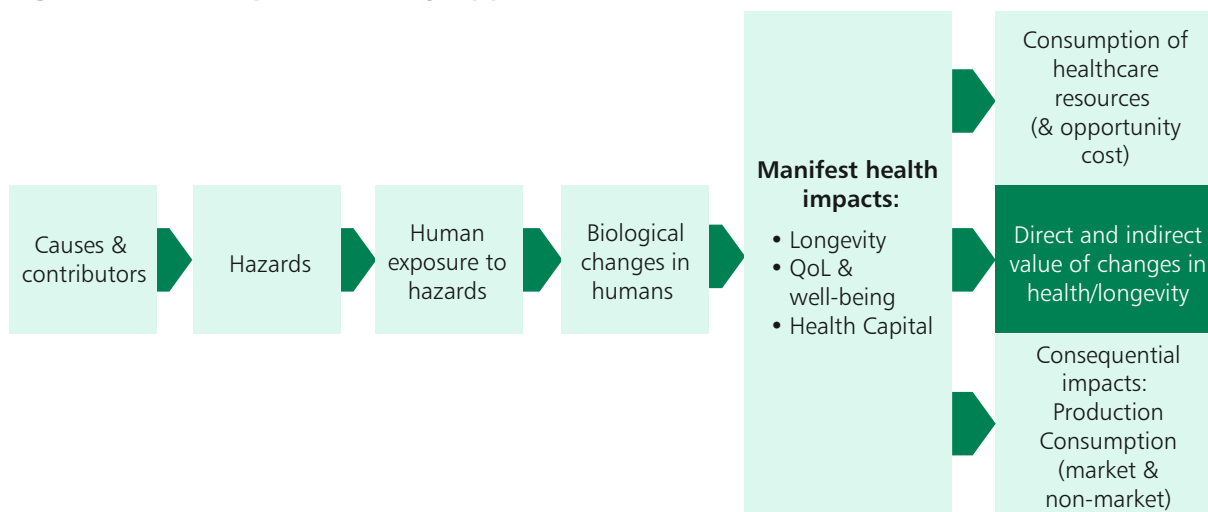 Causes &
contributors
Hazards
Human
exposure to
hazards
Biological
changes in
humans
Manifest health
impacts:
• Longevity
• QoL &
well-being
• Health Capital
Consumption of
healthcare
resources
(& opportunity
cost)
Direct and indirect
value of changes in
health/longevity
Consequential
impacts:
Production
Consumption
(market &
non-market)